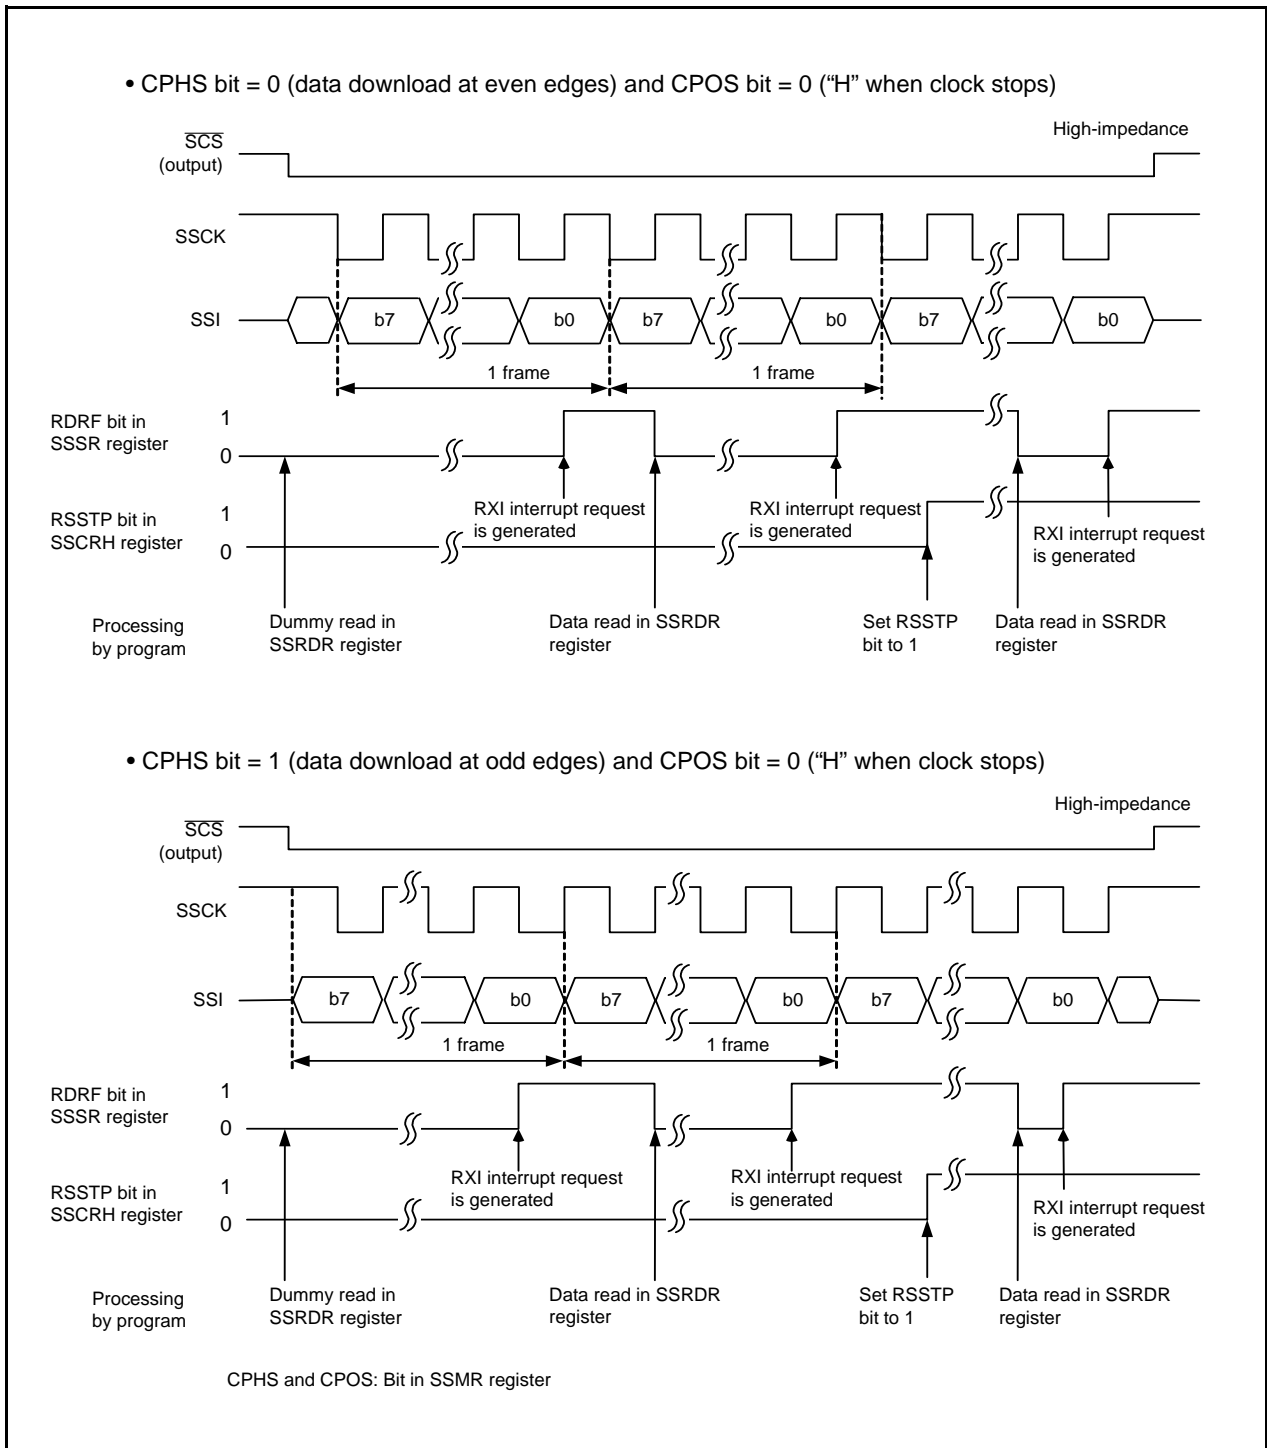 • CPHS bit = 0 (data download at even edges) and CPOS bit = 0 (“H” when clock stops)
High-impedance
SCS
(output)
SSCK
SSI
b7
b0
b7
b0
b7
b0
1 frame
1 frame
RDRF bit in
SSSR register
1
0
RXI interrupt request
is generated
RXI interrupt request
is generated
RXI interrupt request
is generated
RSSTP bit in
SSCRH register
1
0
Processing
by program
Dummy read in
SSRDR register
Data read in SSRDR
register
Set RSSTP
bit to 1
Data read in SSRDR
register
• CPHS bit = 1 (data download at odd edges) and CPOS bit = 0 (“H” when clock stops)
High-impedance
SCS
(output)
SSCK
SSI
b7
b0
b7
b0
b7
b0
1 frame
1 frame
RDRF bit in
SSSR register
1
0
RXI interrupt request
is generated
RXI interrupt request
is generated
RXI interrupt request
is generated
RSSTP bit in
SSCRH register
1
0
Processing
by program
Dummy read in
SSRDR register
Data read in SSRDR
register
Set RSSTP
bit to 1
Data read in SSRDR
register
CPHS and CPOS: Bit in SSMR register